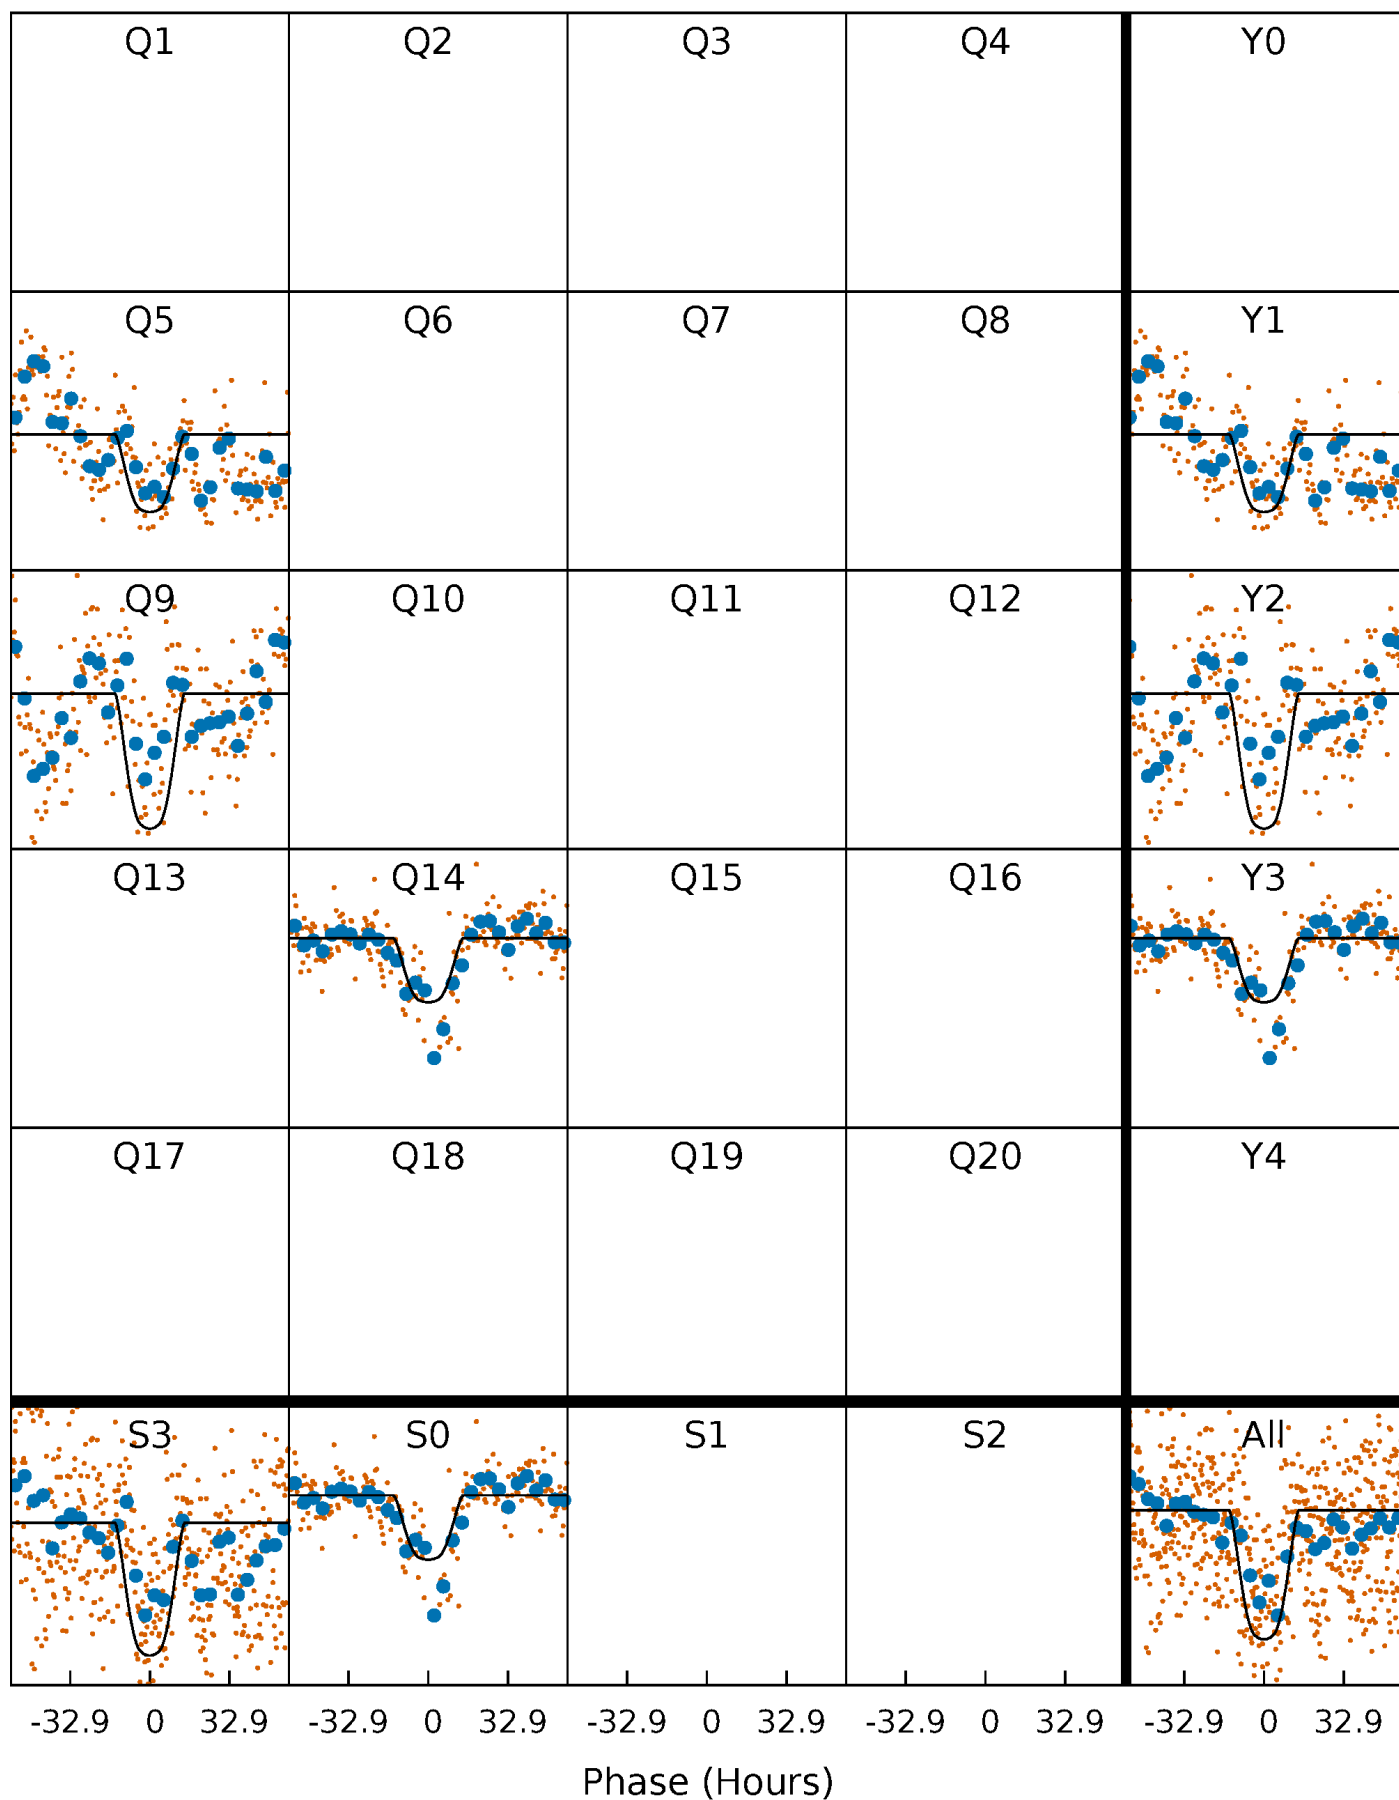 Q1 Q2 Q3 Q4 Y0
Q5 Q6 Q7 Q8 Y1
Q9 Q10 Q11 Q12 Y2
Q13 Q14 Q15 Q16 Y3
Q17 Q18 Q19 Q20 Y4
S3 S0 S1 S2 All
-32.9 0 32.9 -32.9 0 32.9 -32.9 0 32.9 -32.9 0 32.9 -32.9 0 32.9
Phase (Hours)